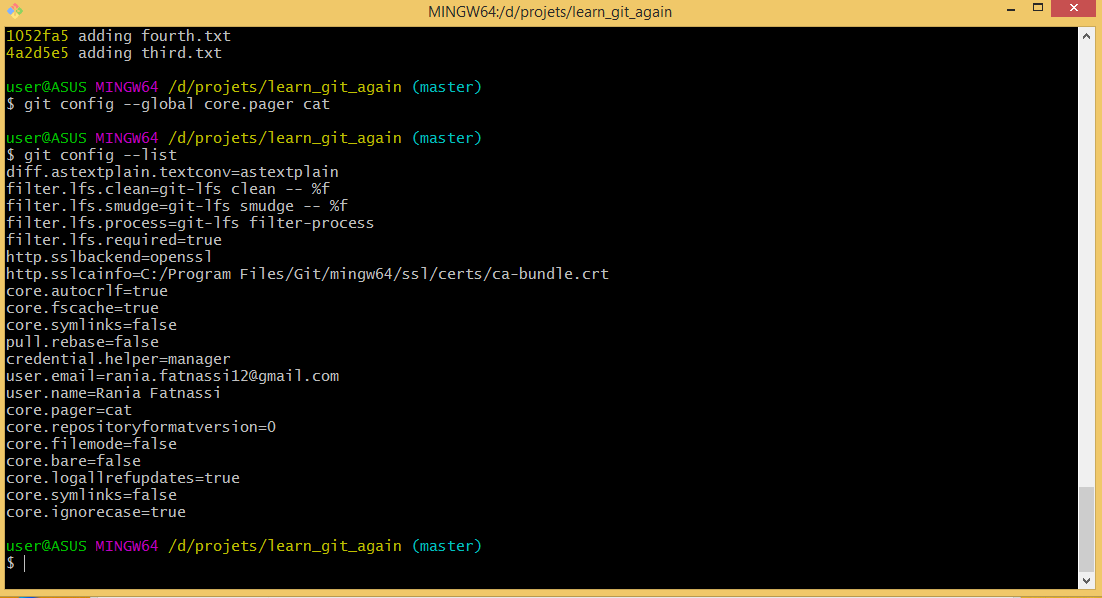 MINGW64:/d/projets/learn_git_again
1052fa5 adding fourth.txt
4a2d5e5 adding third.txt
user@ASUS MINGW64 /d/projets/learn_git_again (master)
$ git config --global core.pager cat
user@ASUS MINGW64 /d/projets/learn_git_again (master)
$ git config --list
diff.astextplain.textconv=astextplain
filter.lfs.clean=git-lfs clean -- %f
filter.lfs.smudge=git-lfs smudge -- %f
filter.lfs.process=git-lfs filter-process
filter.lfs.required=true
http.sslbackend=openssl
http.sslcainfo=C:/Program Files/Git/mingw64/ssl/certs/ca-bundle.crt
core.autocrlf=true
core.fscache=true
core.symlinks=false
pull.rebase=false
credential.helper=manager
user.email=rania.fatnassi12@gmail.com
user.name=Rania Fatnassi
core.pager=cat
core.repositoryformatversion=0
core.filemode=false
core.bare=false
core.logallrefupdates=true
core.symlinks=false
core.ignorecase=true
user@ASUS MINGW64 /d/projets/learn_git_again (master)
$